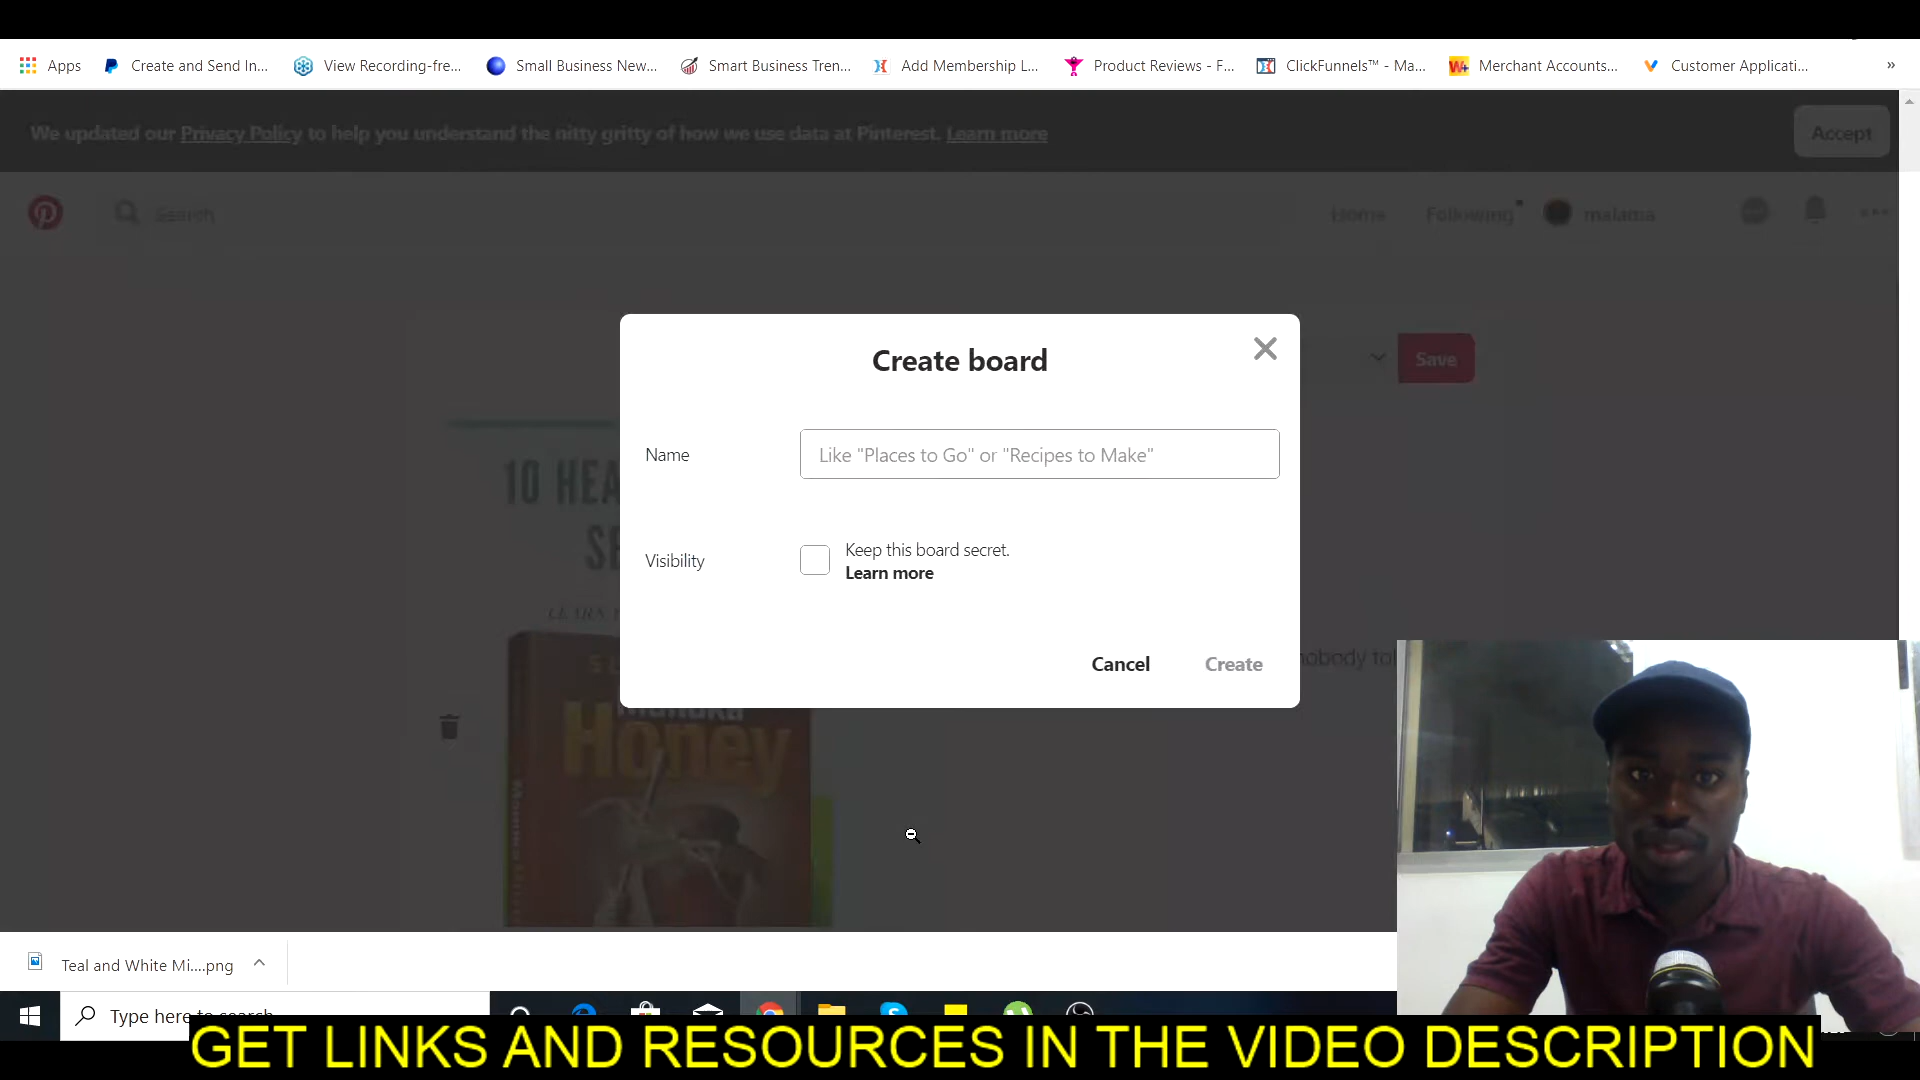 Apps
Create and Send In...
View Recording-fre...
Small Business New...
Smart Business Tren...
Add Membership L...
Product Reviews - F...
ClickFunnels™ - Ma...
Merchant Accounts...
Customer Applicati...
»
We updated our Privacy Policy to help you understand the nitty gritty of how we use data at Pinterest. Learn more
Accept
Search
Home
Following
malama
Create board
Save
Name
Like "Places to Go" or "Recipes to Make"
10 HEA
Visibility
Keep this board secret.
Learn more
Cancel
Create
nobody tol
Manuka
Honey
Teal and White Mi....png
Type here to search
GET LINKS AND RESOURCES IN THE VIDEO DESCRIPTION